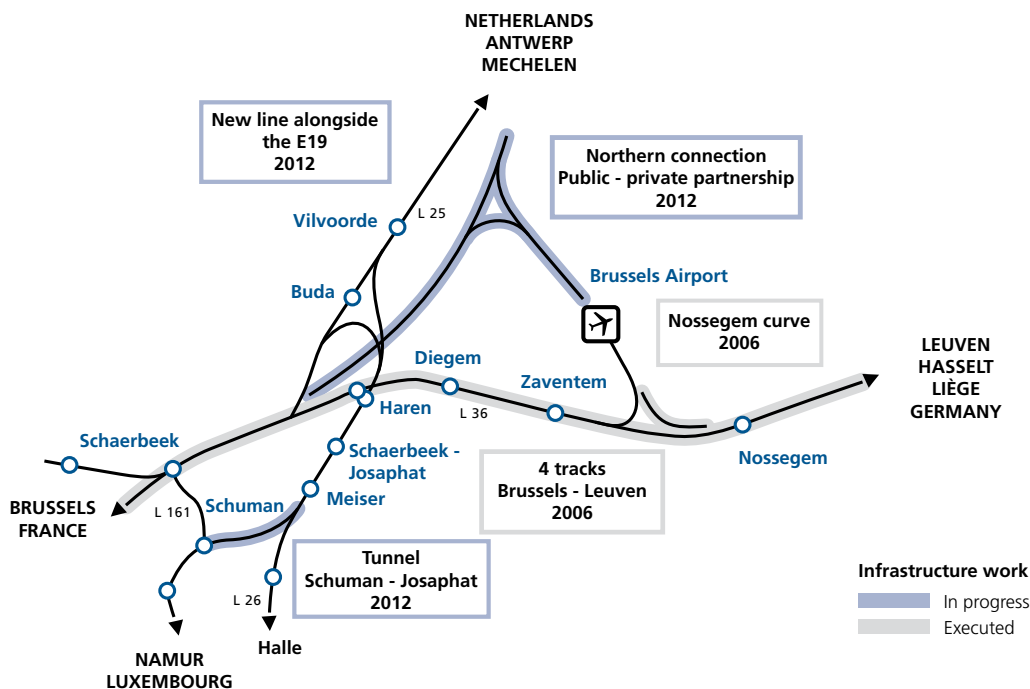 NETHERLANDS
ANTWERP
MECHELEN
New line alongside
the E19
2012
Northern connection
Public - private partnership
2012
Vilvoorde
L 25
Brussels Airport
Buda
Nossegem curve
2006
LEUVEN
HASSELT
LIÈGE
GERMANY
Diegem
Zaventem
Haren
L 36
Schaerbeek
Schaerbeek -
Josaphat
Nossegem
4 tracks
Brussels - Leuven
2006
Meiser
BRUSSELS
FRANCE
L 161
Schuman
Tunnel
Schuman - Josaphat
2012
Infrastructure work
In progress
Executed
L 26
Halle
NAMUR
LUXEMBOURG